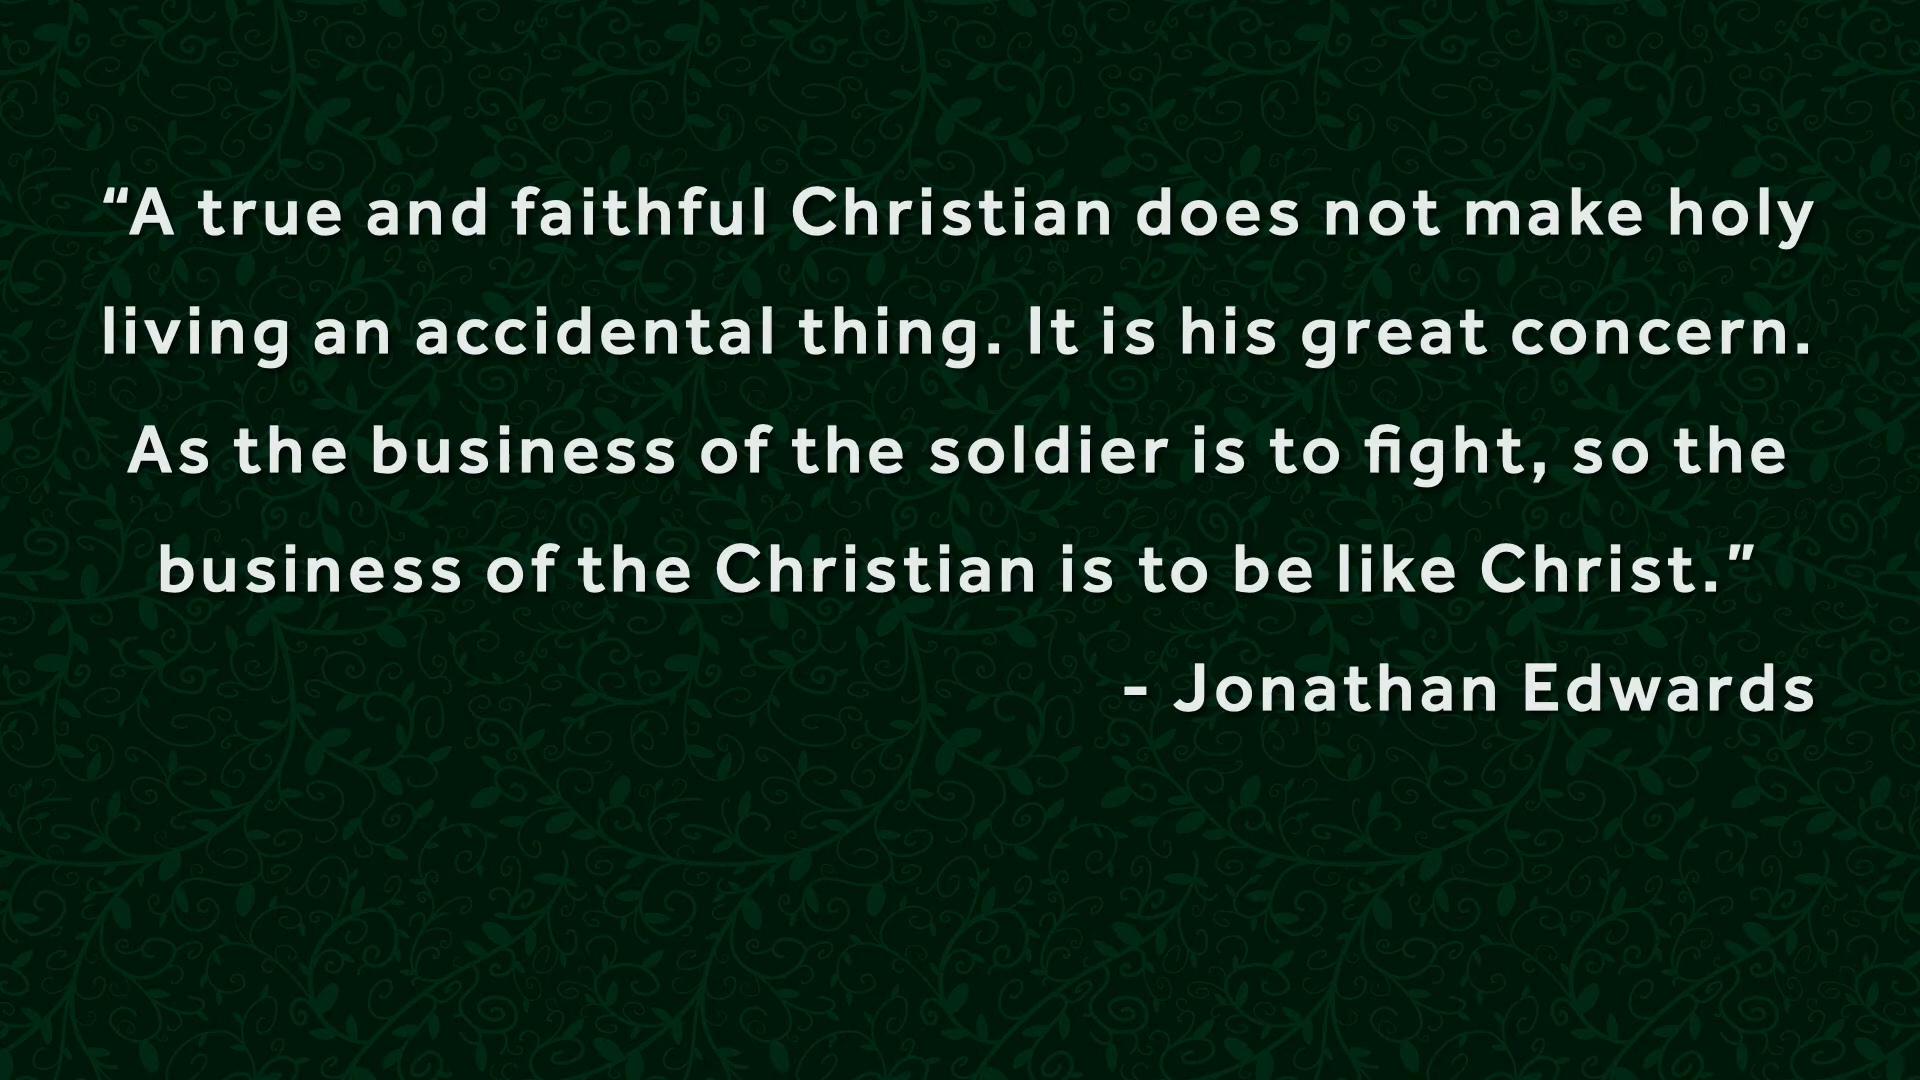 “A true and faithful Christian does not make holy
living an accidental thing. It is his great concern.
As the business of the soldier is to fight, so the
business of the Christian is to be like Christ.”
- Jonathan Edwards